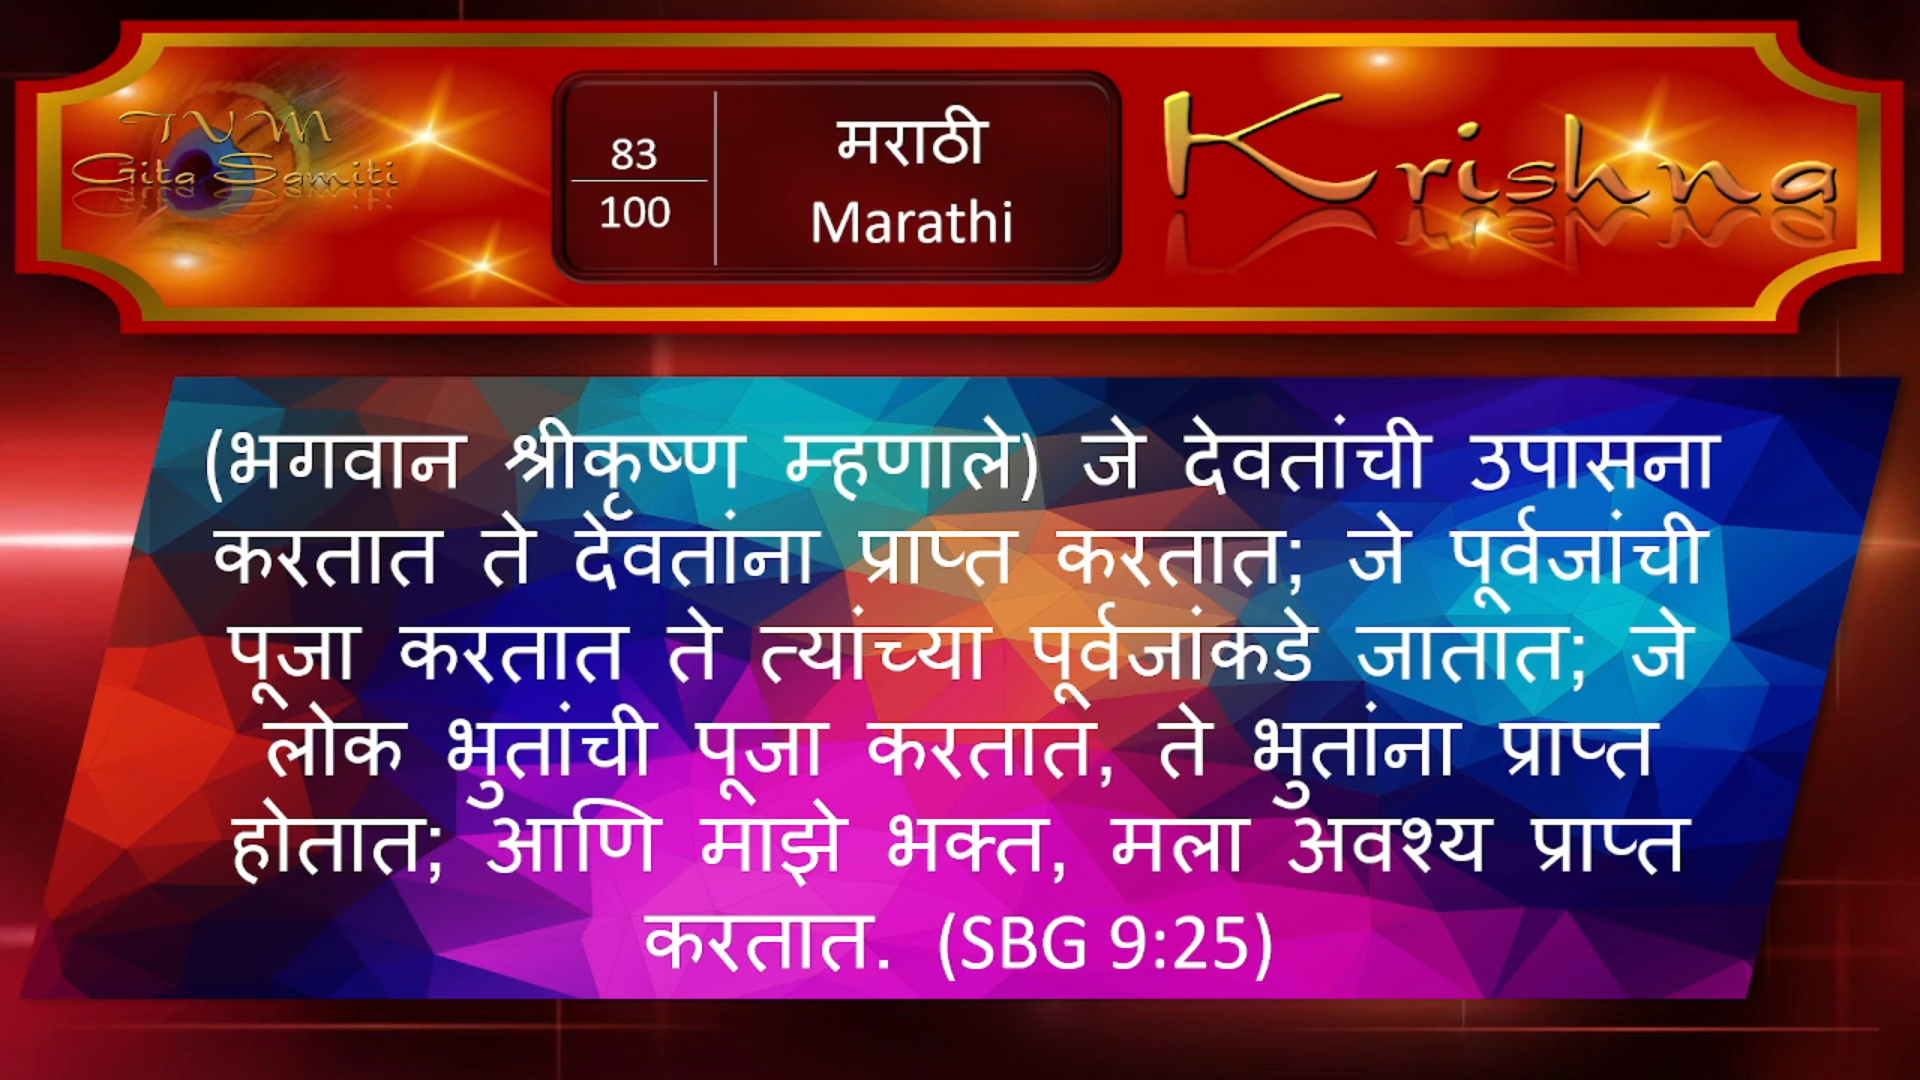 TVM
Gita Samiti
83
100
मराठी
Marathi
Krishna
(भगवान श्रीकृष्ण म्हणाले) जे देवतांची उपासना
करतात ते देवतांना प्राप्त करतात; जे पूर्वजांची
पूजा करतात ते त्यांच्या पूर्वजांकडे जातात; जे
लोक भुतांची पूजा करतात, ते भुतांना प्राप्त
होतात; आणि माझे भक्त, मला अवश्य प्राप्त
करतात. (SBG 9:25)